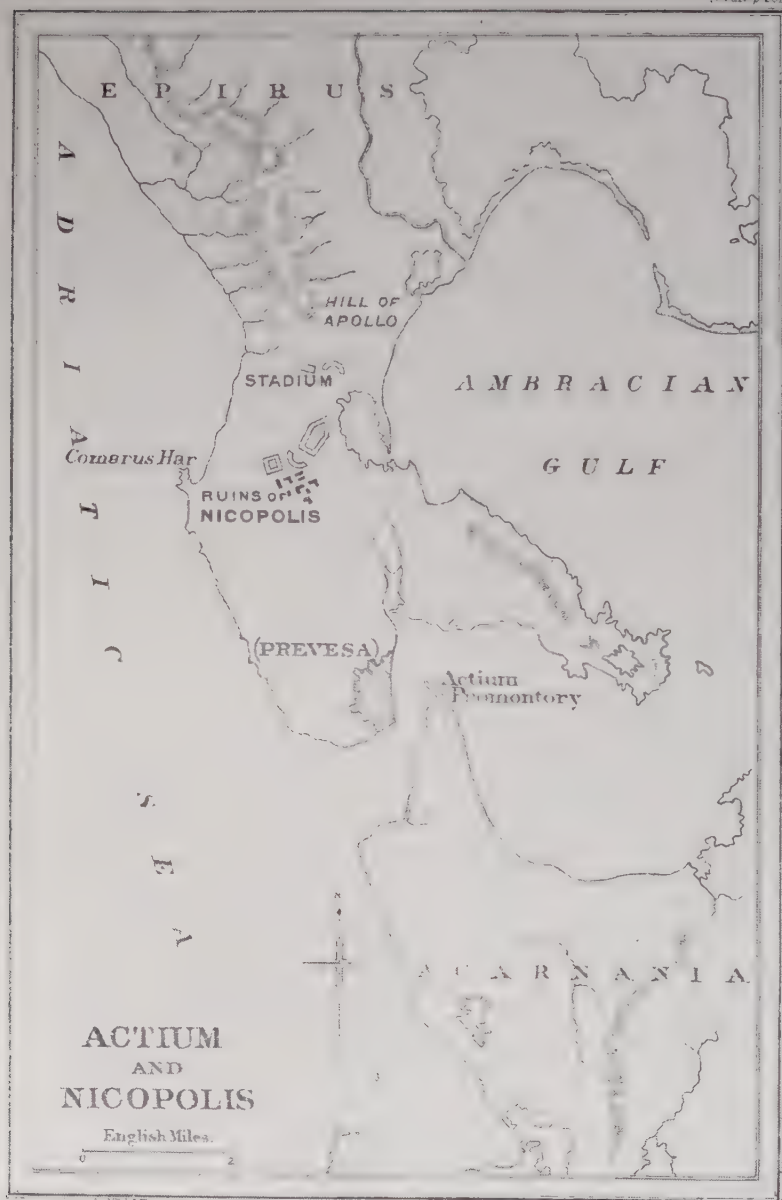 EPIRUS
ADRIATIC SEA
HILL OF
APOLLO
STADIUM
AMBRACIAN
GULF
Comarus Har
RUINS OF
NICOPOLIS
(PREVESA)
Actium
Promontory
ACARNANIA
ACTIUM
AND
NICOPOLIS
English Miles.
0 2